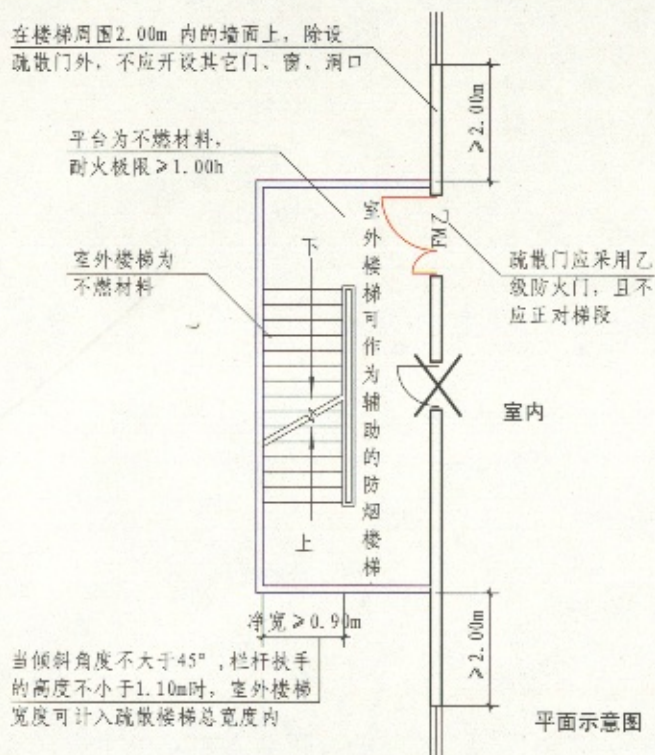 在楼梯周围2.00m 内的墙面上，除设
疏散门外，不应开设其它门、窗、洞口
≥2.00m
平台为不燃材料，
耐火极限≥1.00h
室外楼梯可作为辅助的防烟楼梯
FM乙
下
室外楼梯为
不燃材料
疏散门应采用乙
级防火门，且不
应正对梯段
室内
上
净宽≥0.90m
≥2.00m
当倾斜角度不大于45°，栏杆扶手
的高度不小于1.10m时，室外楼梯
宽度可计入疏散楼梯总宽度内
平面示意图